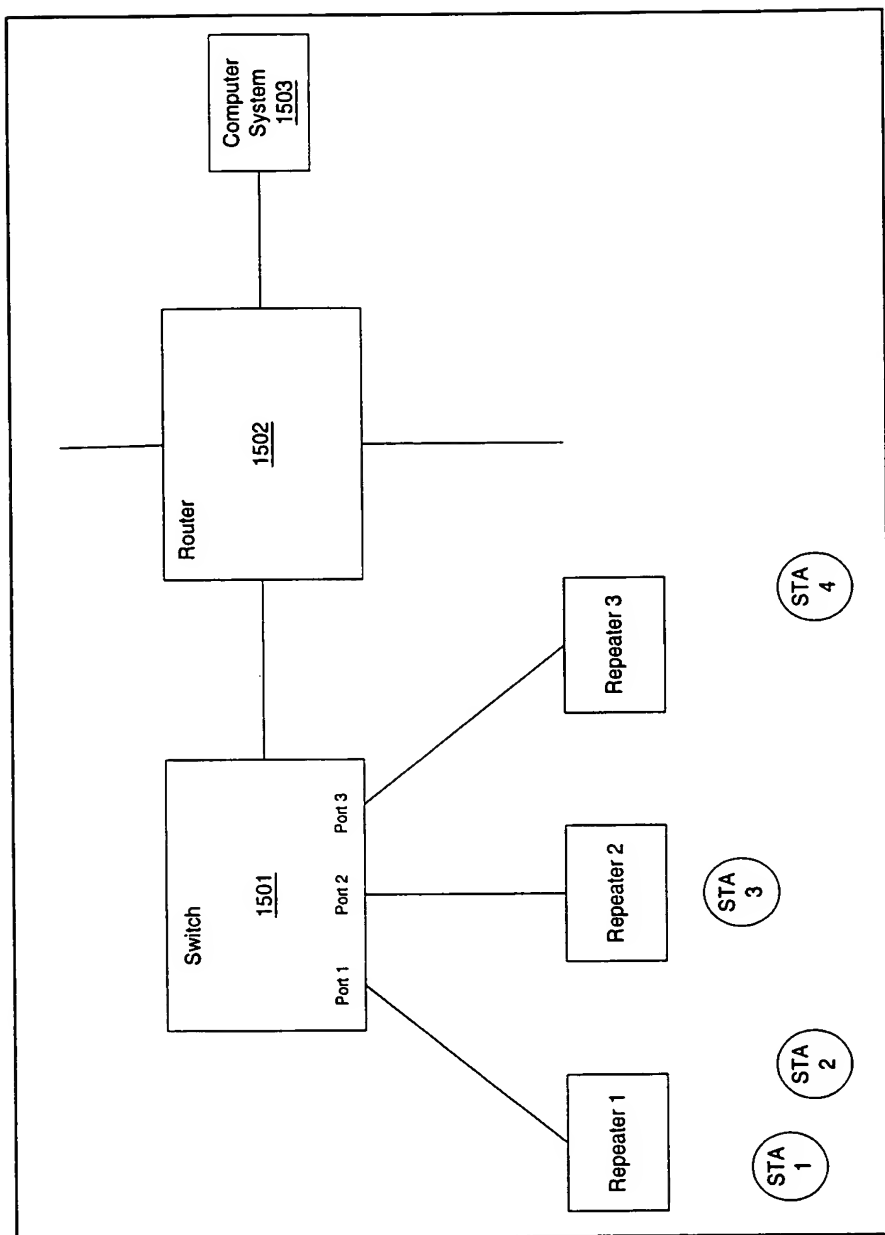 Switch
1501
Port 1
Port 2
Port 3
Router
1502
Computer
System
1503
Repeater 1
Repeater 2
Repeater 3
STA
1
STA
2
STA
3
STA
4